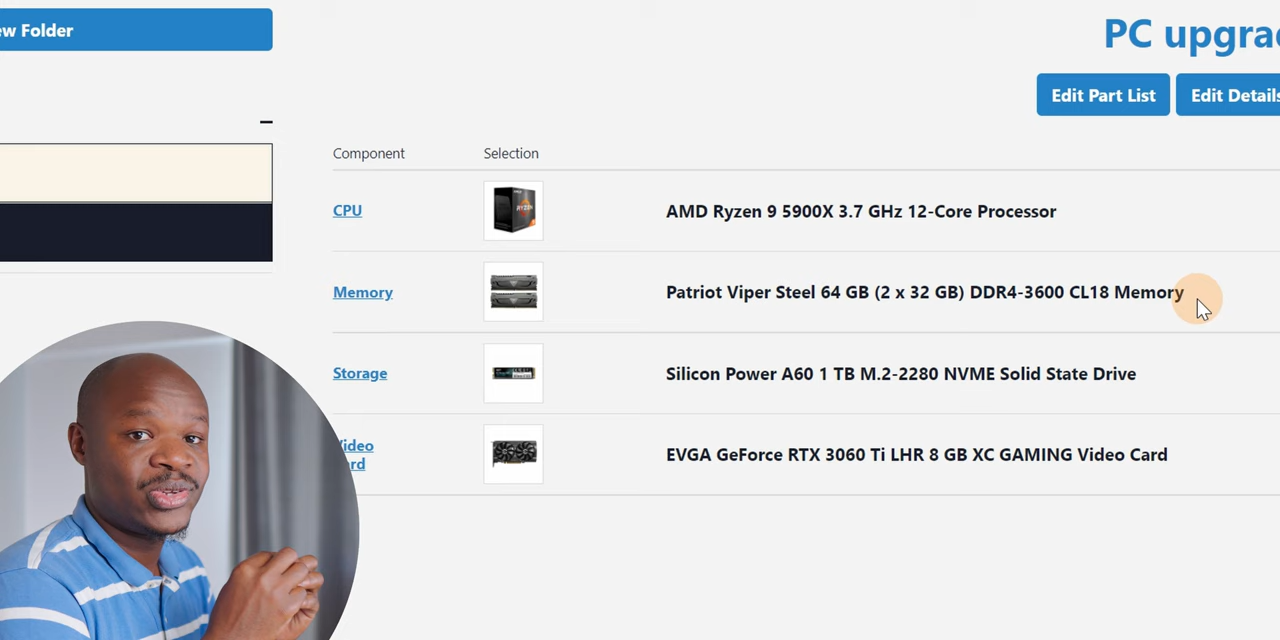 ew Folder
PC upgra
Edit Part List
Edit Details
Component Selection
CPU AMD Ryzen 9 5900X 3.7 GHz 12-Core Processor
Memory Patriot Viper Steel 64 GB (2 x 32 GB) DDR4-3600 CL18 Memory
Storage Silicon Power A60 1 TB M.2-2280 NVME Solid State Drive
Video
ard
EVGA GeForce RTX 3060 Ti LHR 8 GB XC GAMING Video Card